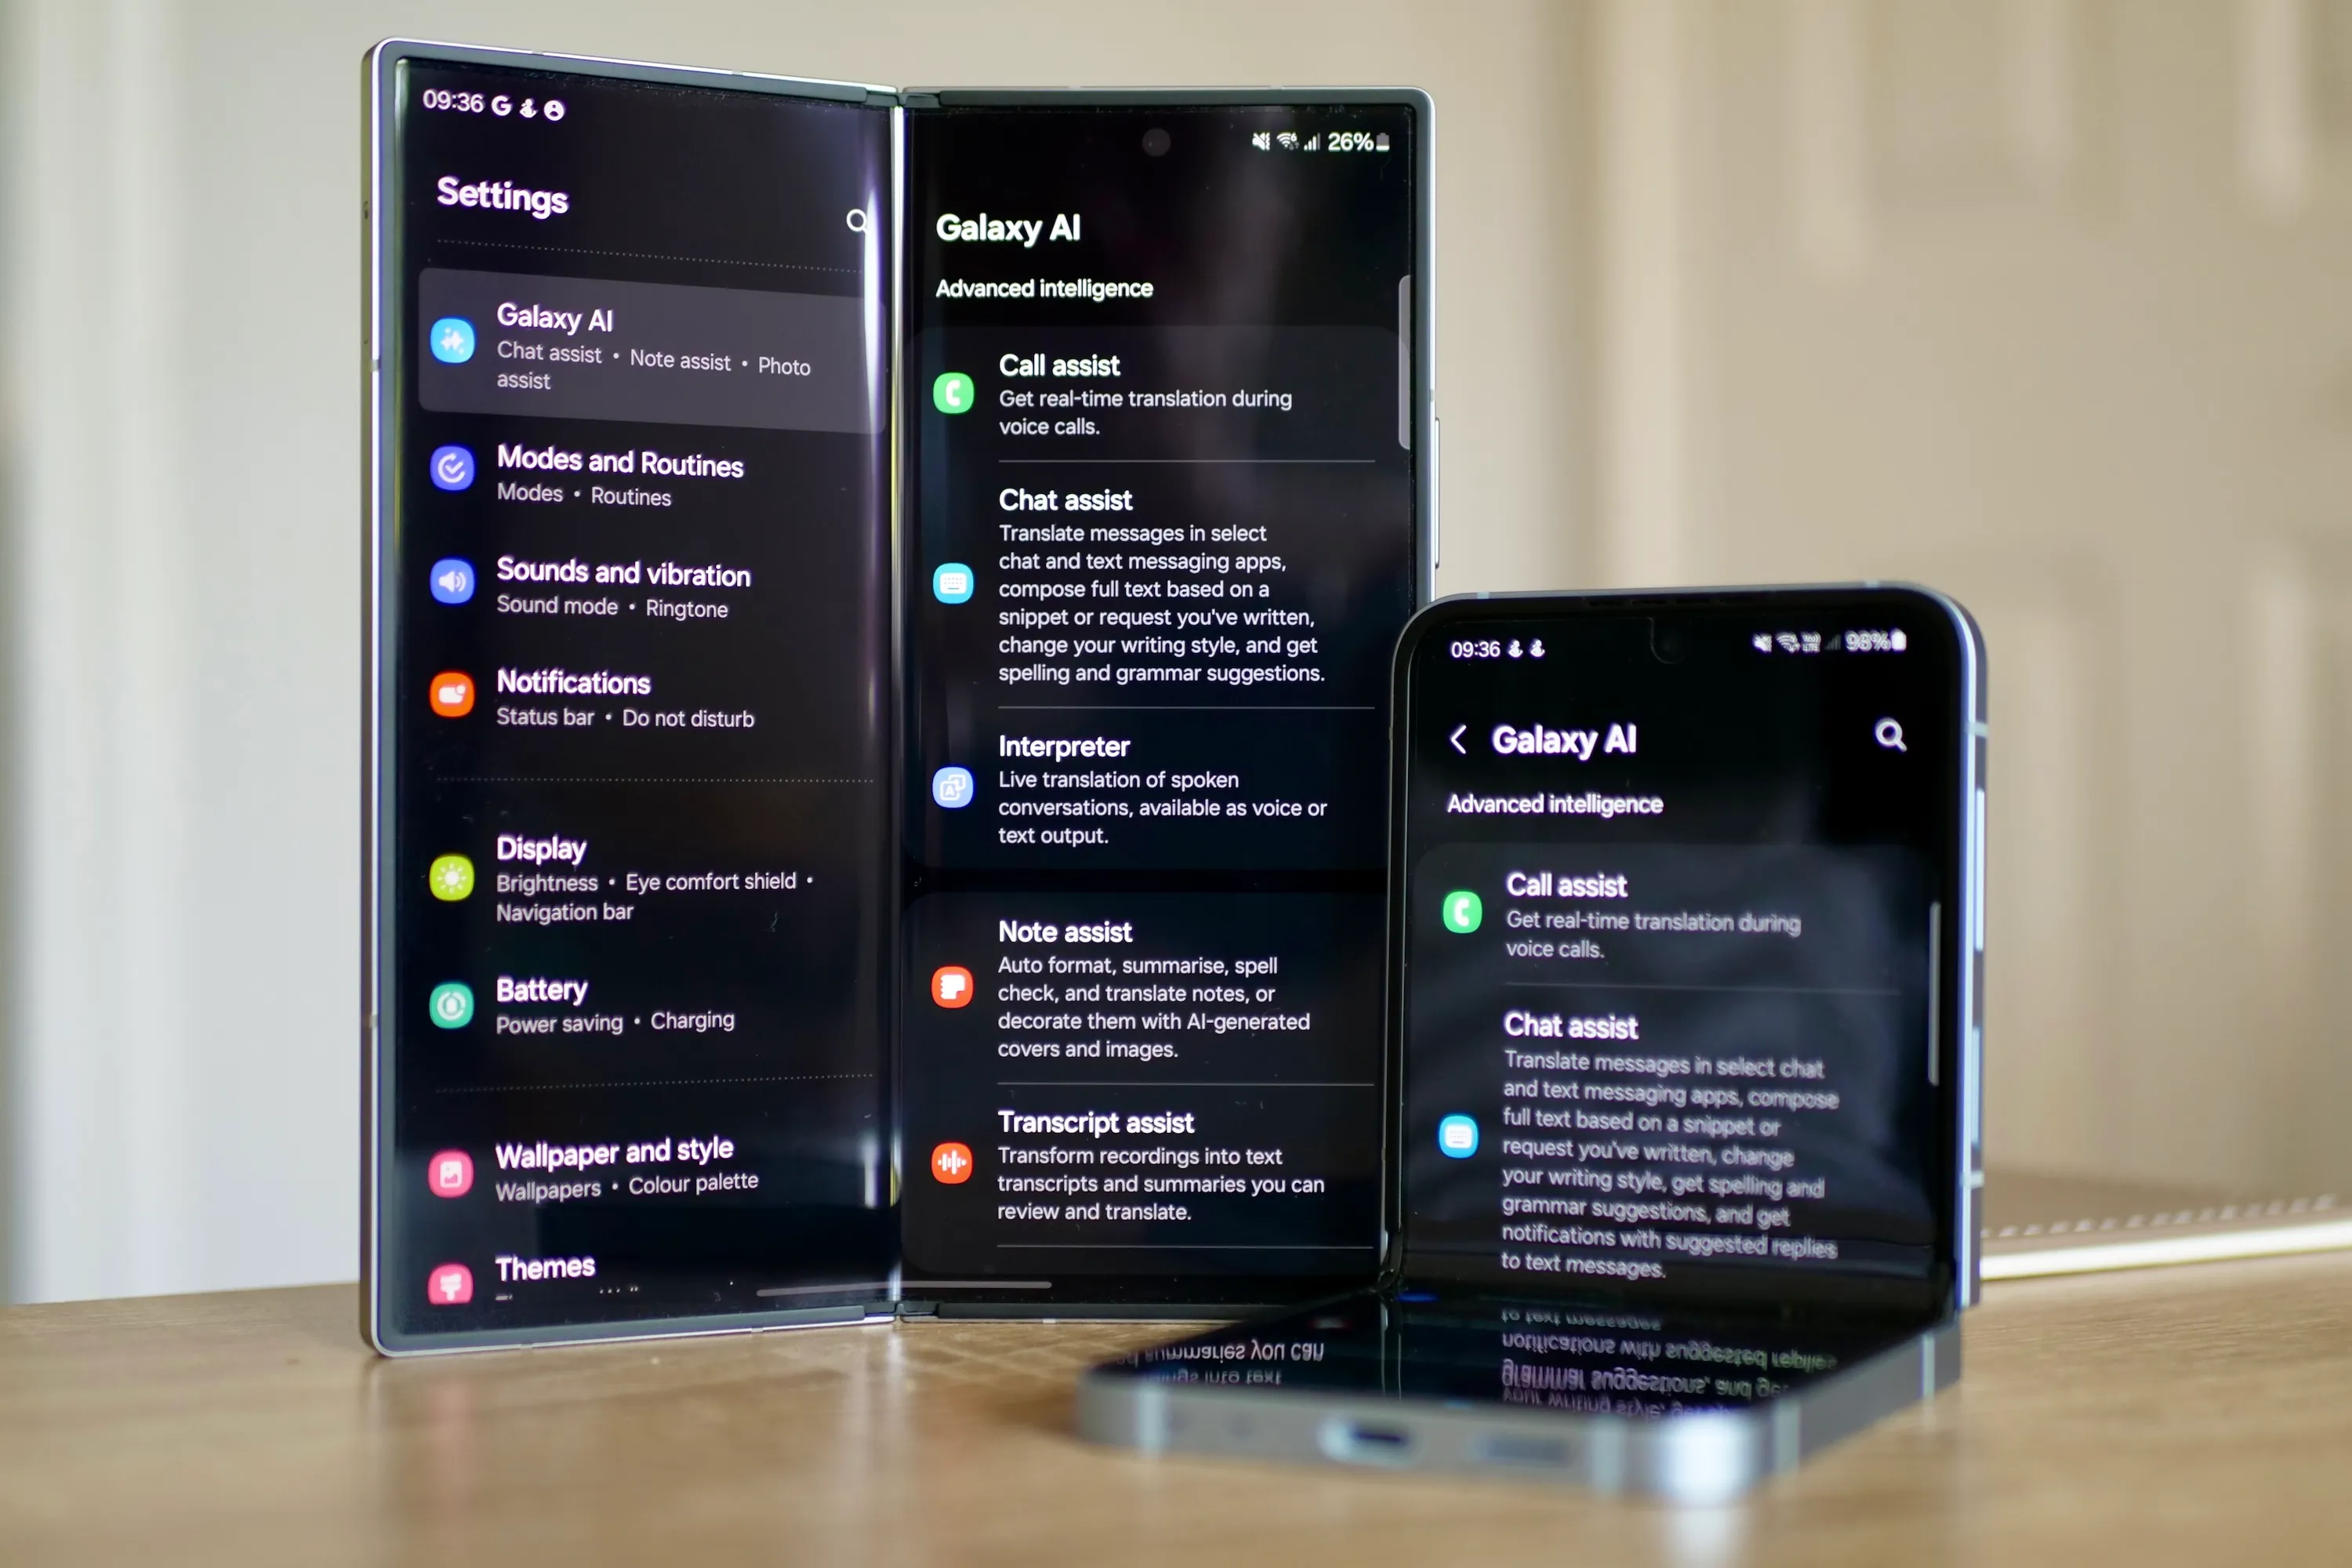 09:36
Settings
Galaxy AI
Chat assist • Note assist • Photo
assist
Modes and Routines
Modes • Routines
Sounds and vibration
Sound mode • Ringtone
Notifications
Status bar • Do not disturb
Display
Brightness • Eye comfort shield •
Navigation bar
Battery
Power saving • Charging
Wallpaper and style
Wallpapers • Colour palette
Themes
26%
Galaxy AI
Advanced intelligence
Call assist
Get real-time translation during
voice calls.
Chat assist
Translate messages in select
chat and text messaging apps,
compose full text based on a
snippet or request you've written,
change your writing style, and get
spelling and grammar suggestions.
Interpreter
Live translation of spoken
conversations, available as voice or
text output.
Note assist
Auto format, summarise, spell
check, and translate notes, or
decorate them with AI-generated
covers and images.
Transcript assist
Transform recordings into text
transcripts and summaries you can
review and translate.
09:36
98%
Galaxy AI
Advanced intelligence
Call assist
Get real-time translation during
voice calls.
Chat assist
Translate messages in select chat
and text messaging apps, compose
full text based on a snippet or
request you've written, change
your writing style, get spelling and
grammar suggestions, and get
notifications with suggested replies
to text messages.